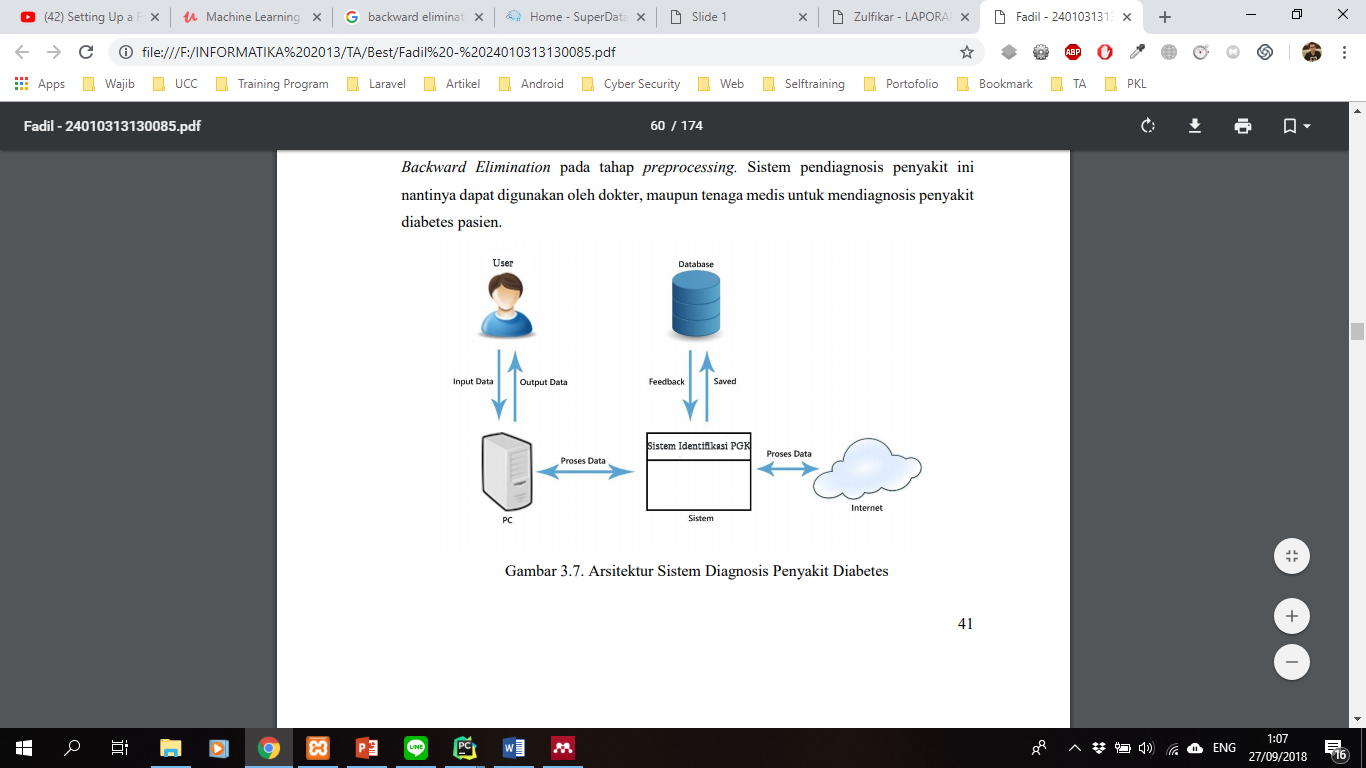 (42) Setting Up a F
Machine Learning
backward eliminat
Home - SuperData
Slide 1
Zulfikar - LAPORA
Fadil - 2401031313
file:///F:/INFORMATIKA%202013/TA/Best/Fadil%20-%2024010313130085.pdf
ABP
Apps
Wajib
UCC
Training Program
Laravel
Artikel
Android
Cyber Security
Web
Selftraining
Portofolio
Bookmark
TA
PKL
Fadil - 24010313130085.pdf
60 / 174
Backward Elimination pada tahap preprocessing. Sistem pendiagnosis penyakit ini
nantinya dapat digunakan oleh dokter, maupun tenaga medis untuk mendiagnosis penyakit
diabetes pasien.
User
Database
Input Data
Output Data
Feedback
Saved
Sistem Identifikasi PGK
Proses Data
Proses Data
PC
Sistem
Internet
Gambar 3.7. Arsitektur Sistem Diagnosis Penyakit Diabetes
41
LINE
PC
ENG
1:07
27/09/2018
16